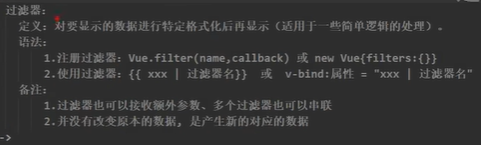 过滤器:
定义:对要显示的数据进行特定格式化后再显示(适用于一些简单逻辑的处理)。
语法:
1.注册过滤器:Vue.filter(name,callback) 或 new Vue{filters:{}}
2.使用过滤器:{{ xxx | 过滤器名}} 或 v-bind:属性 = "xxx | 过滤器名"
备注:
1.过滤器也可以接收额外参数、多个过滤器也可以串联
2.并没有改变原本的数据, 是产生新的对应的数据
->